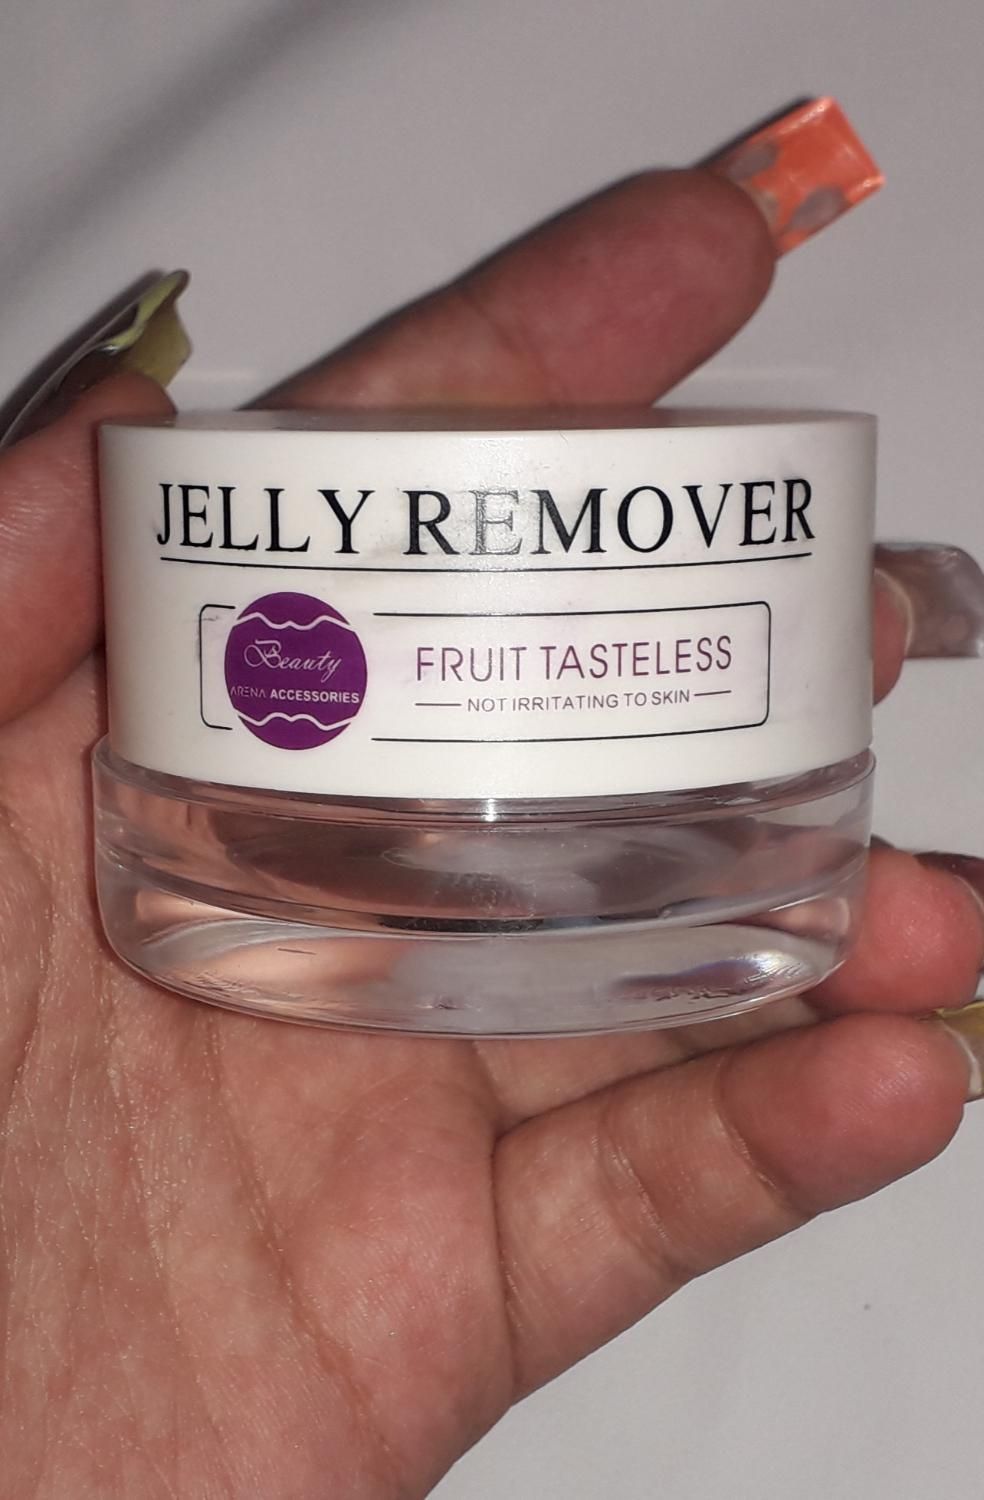 JELLY REMOVER
Beauty
ARENA ACCESSORIES
FRUIT TASTELESS
NOT IRRITATING TO SKIN